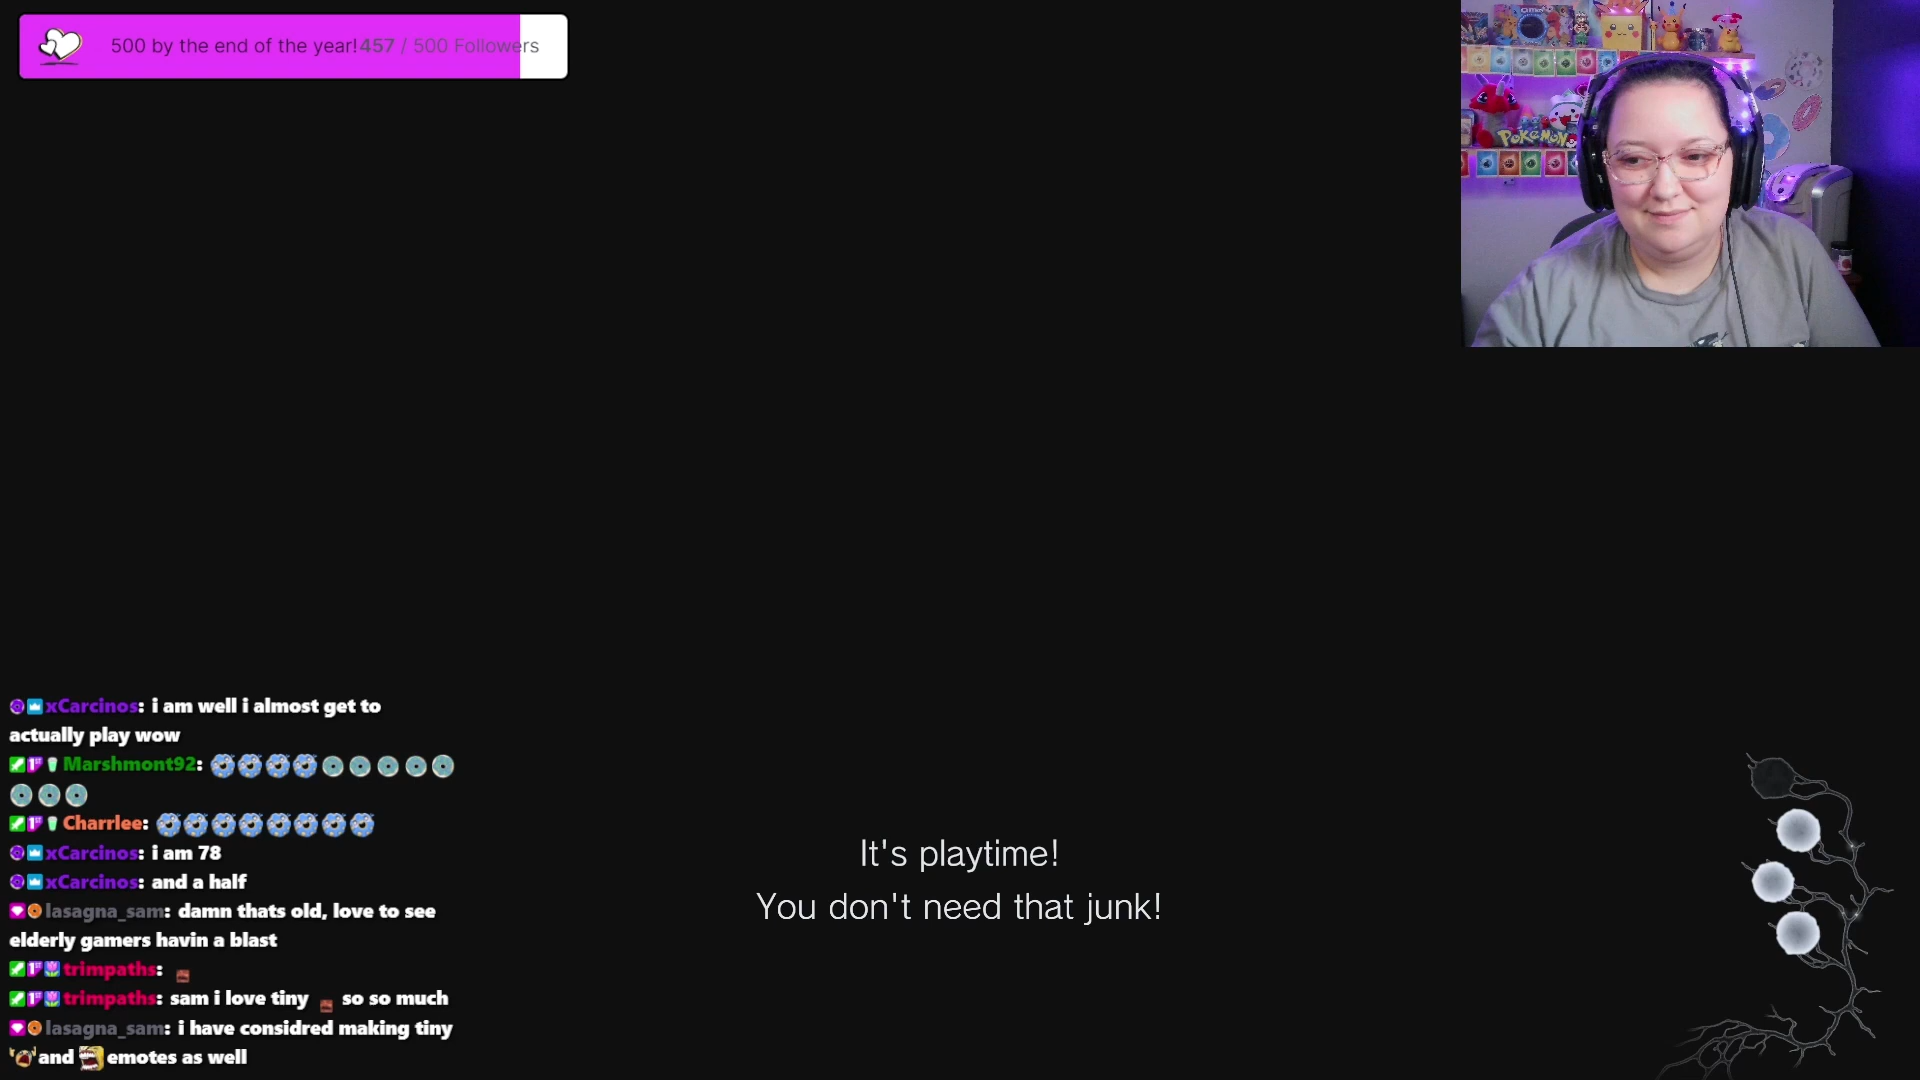 500 by the end of the year! 457 / 500 Followers
POKÉMON
xCarcinos: i am well i almost get to
actually play wow
Marshmont92:
Charrlee:
xCarcinos: i am 78
xCarcinos: and a half
lasagna_sam: damn thats old, love to see
elderly gamers havin a blast
trimpaths:
trimpaths: sam i love tiny so so much
lasagna_sam: i have considred making tiny
and emotes as well
It's playtime!
You don't need that junk!